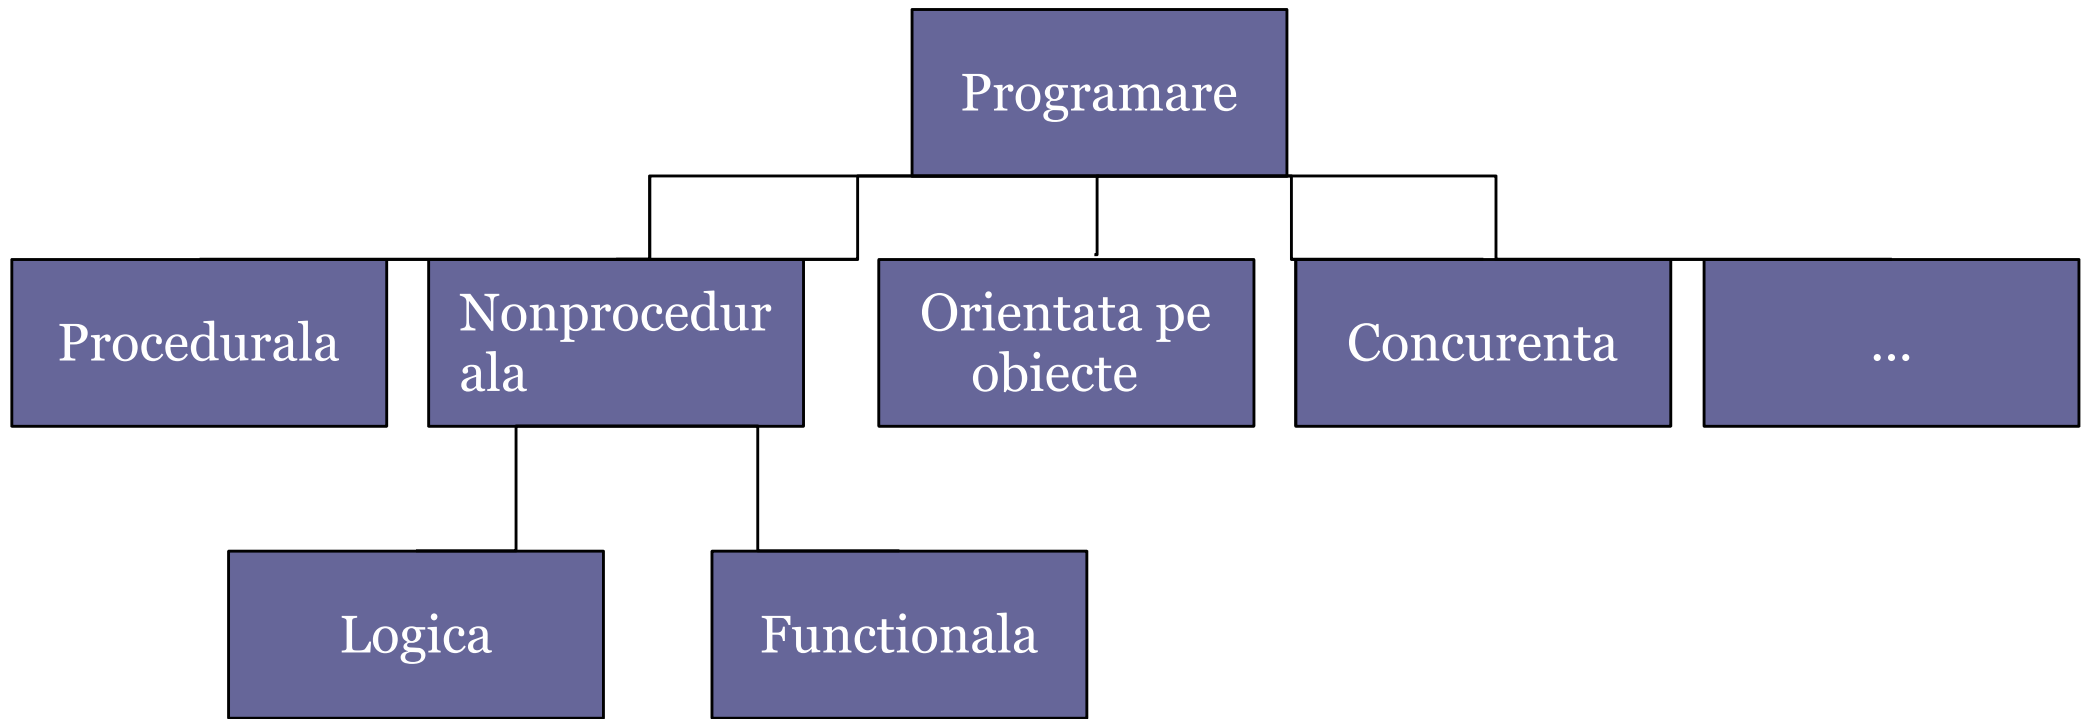 Programare
Procedurala
Nonprocedur
ala
Orientata pe
obiecte
Concurenta
...
Logica
Functionala